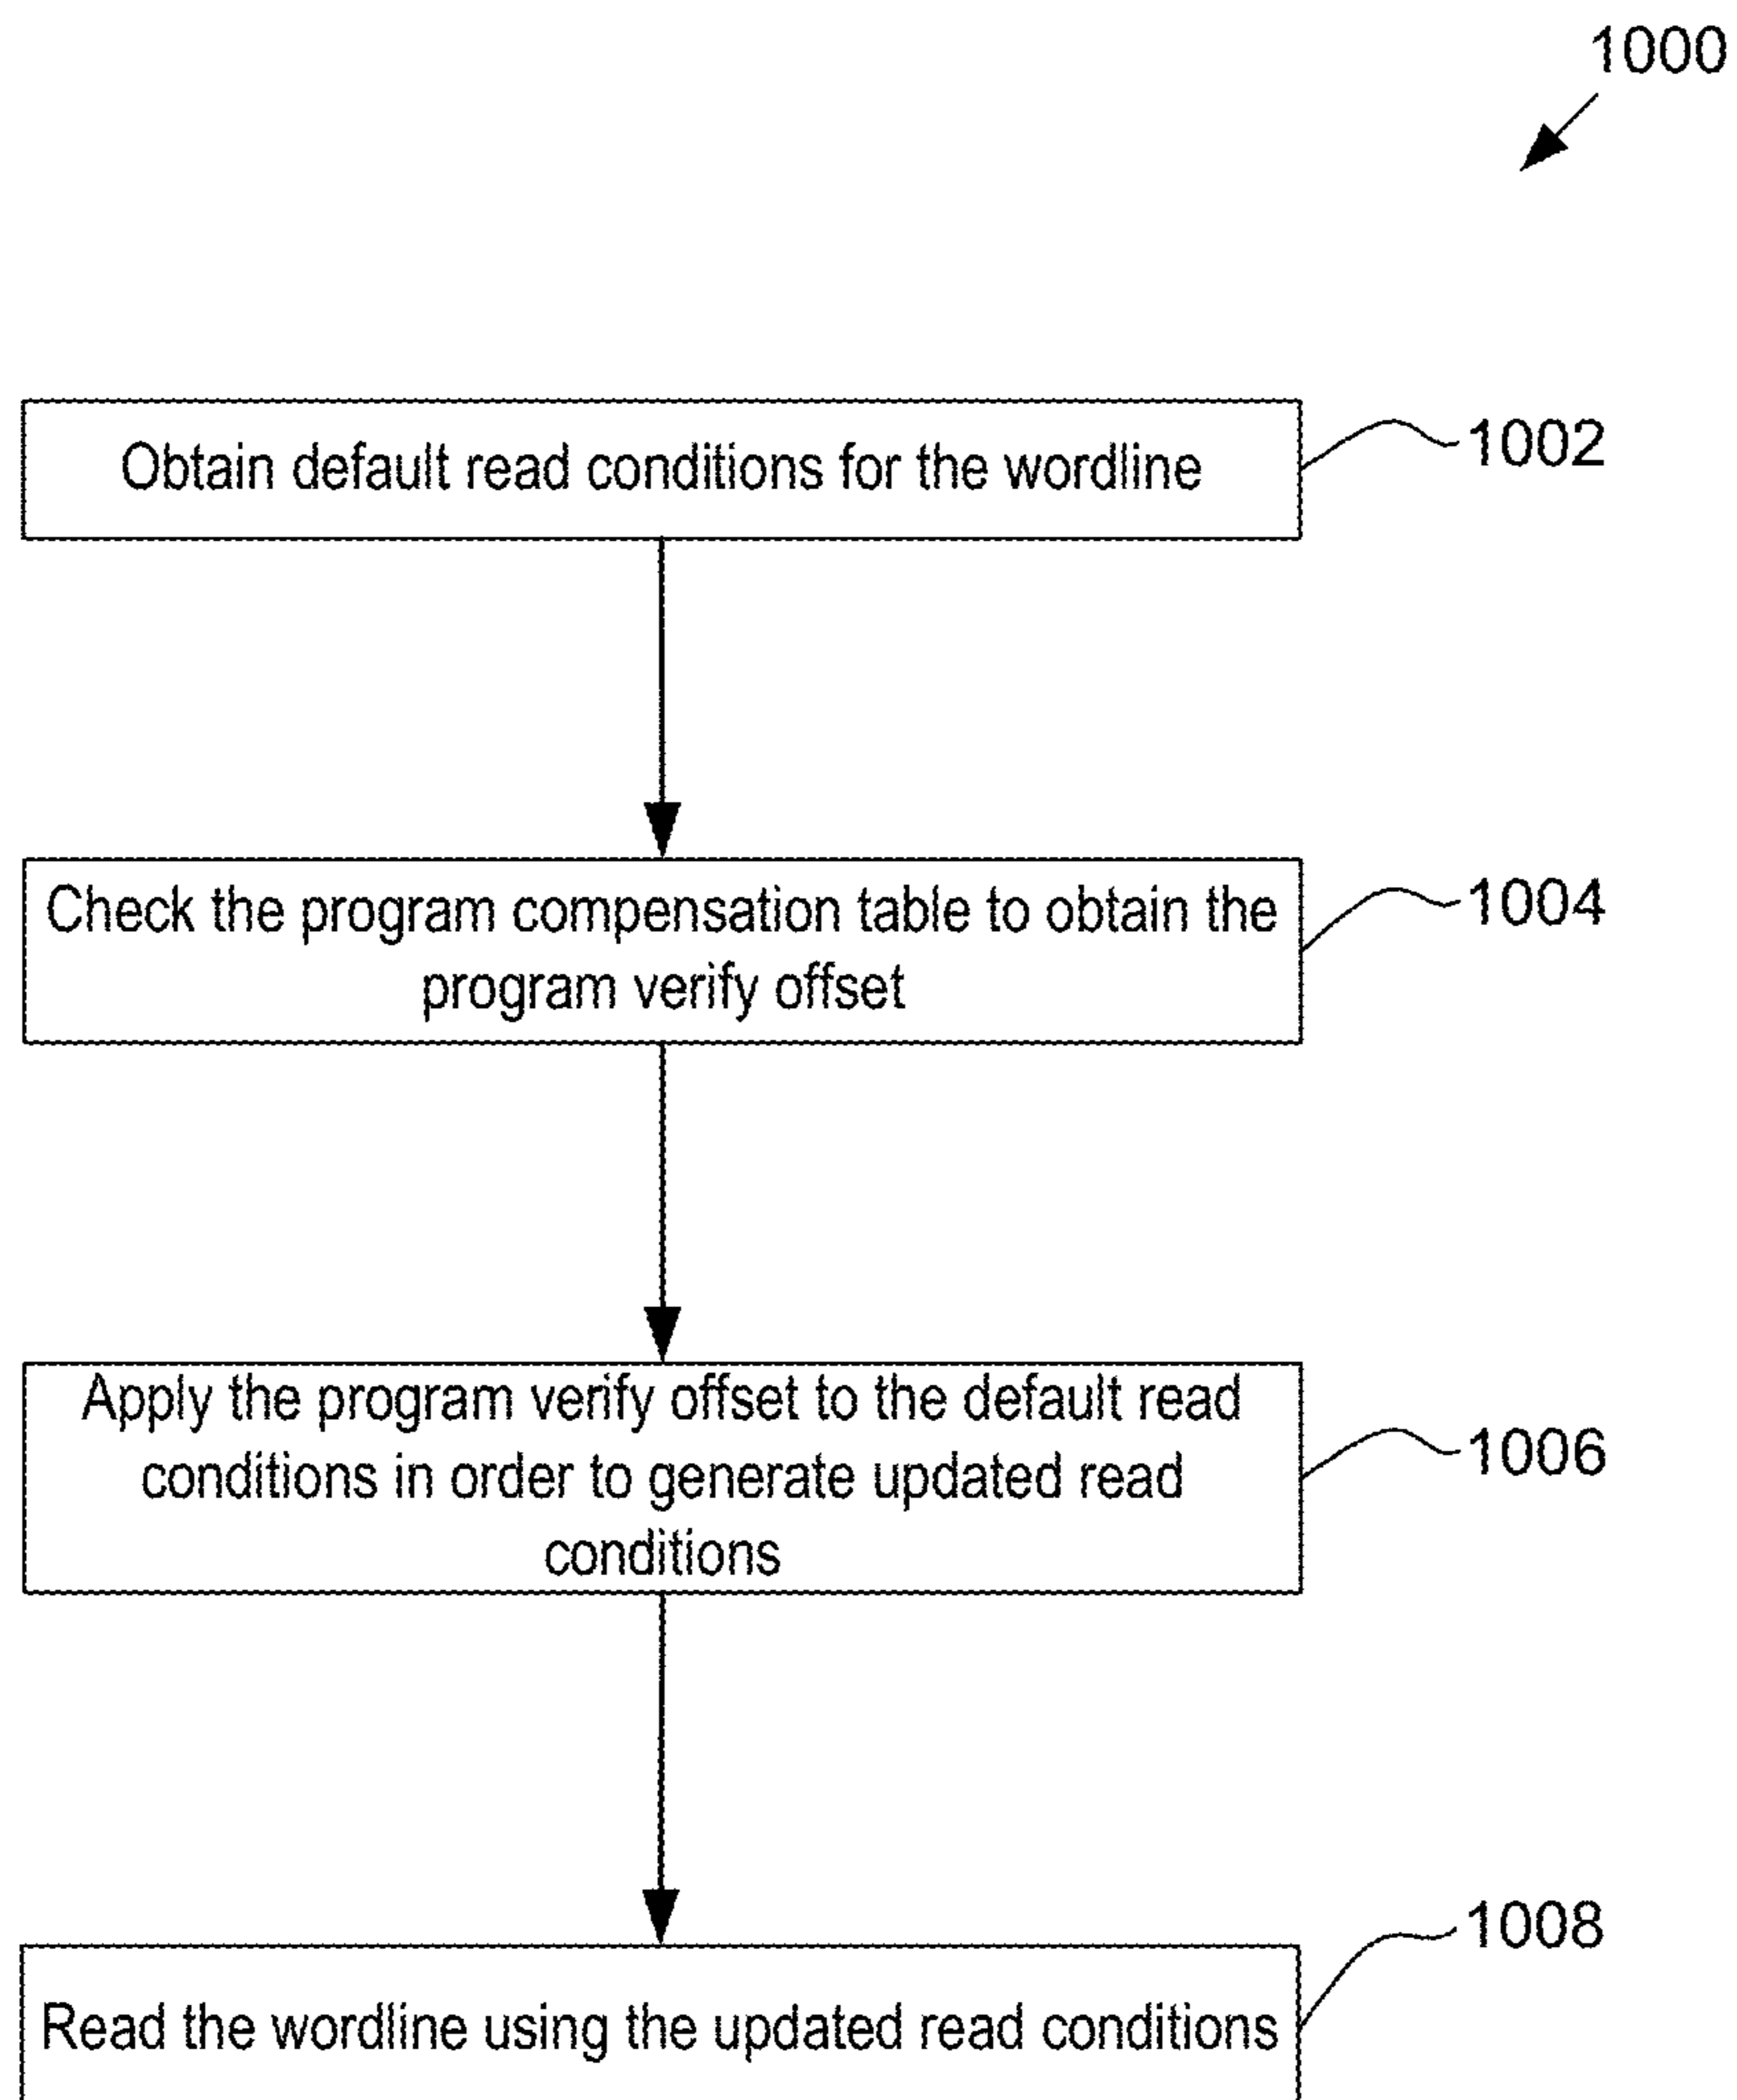 1000
Obtain default read conditions for the wordline
1002
Check the program compensation table to obtain the
program verify offset
1004
Apply the program verify offset to the default read
conditions in order to generate updated read
conditions
1006
Read the wordline using the updated read conditions
1008